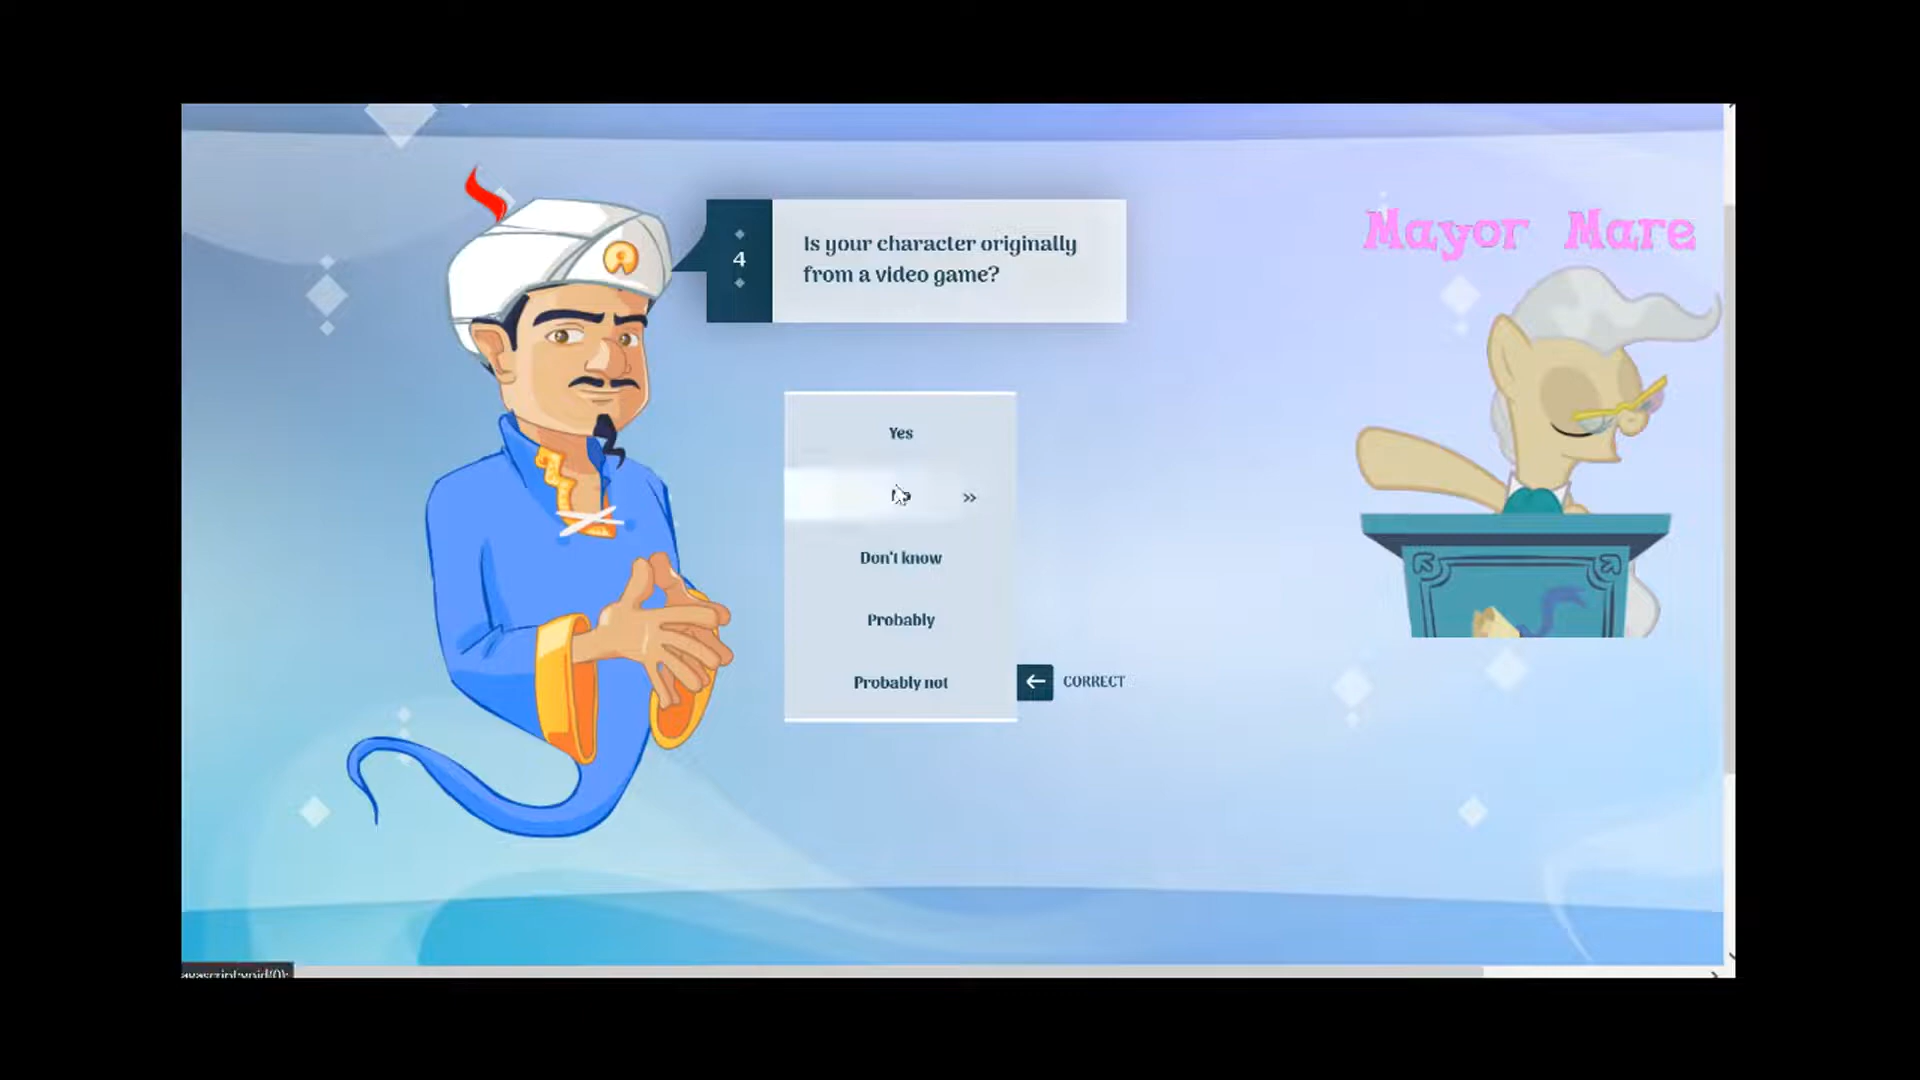 Mayor Mare
4
Is your character originally
from a video game?
Yes
Don't know
Probably
Probably not
CORRECT